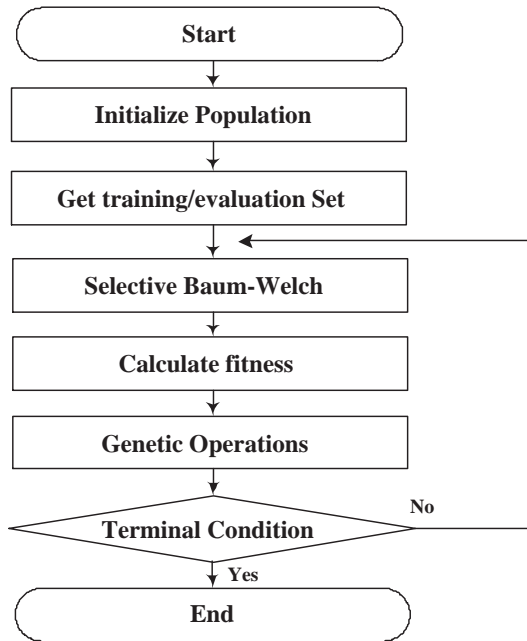 Start
Initialize Population
Get training/evaluation Set
Selective Baum-Welch
Calculate fitness
Genetic Operations
No
Terminal Condition
Yes
End